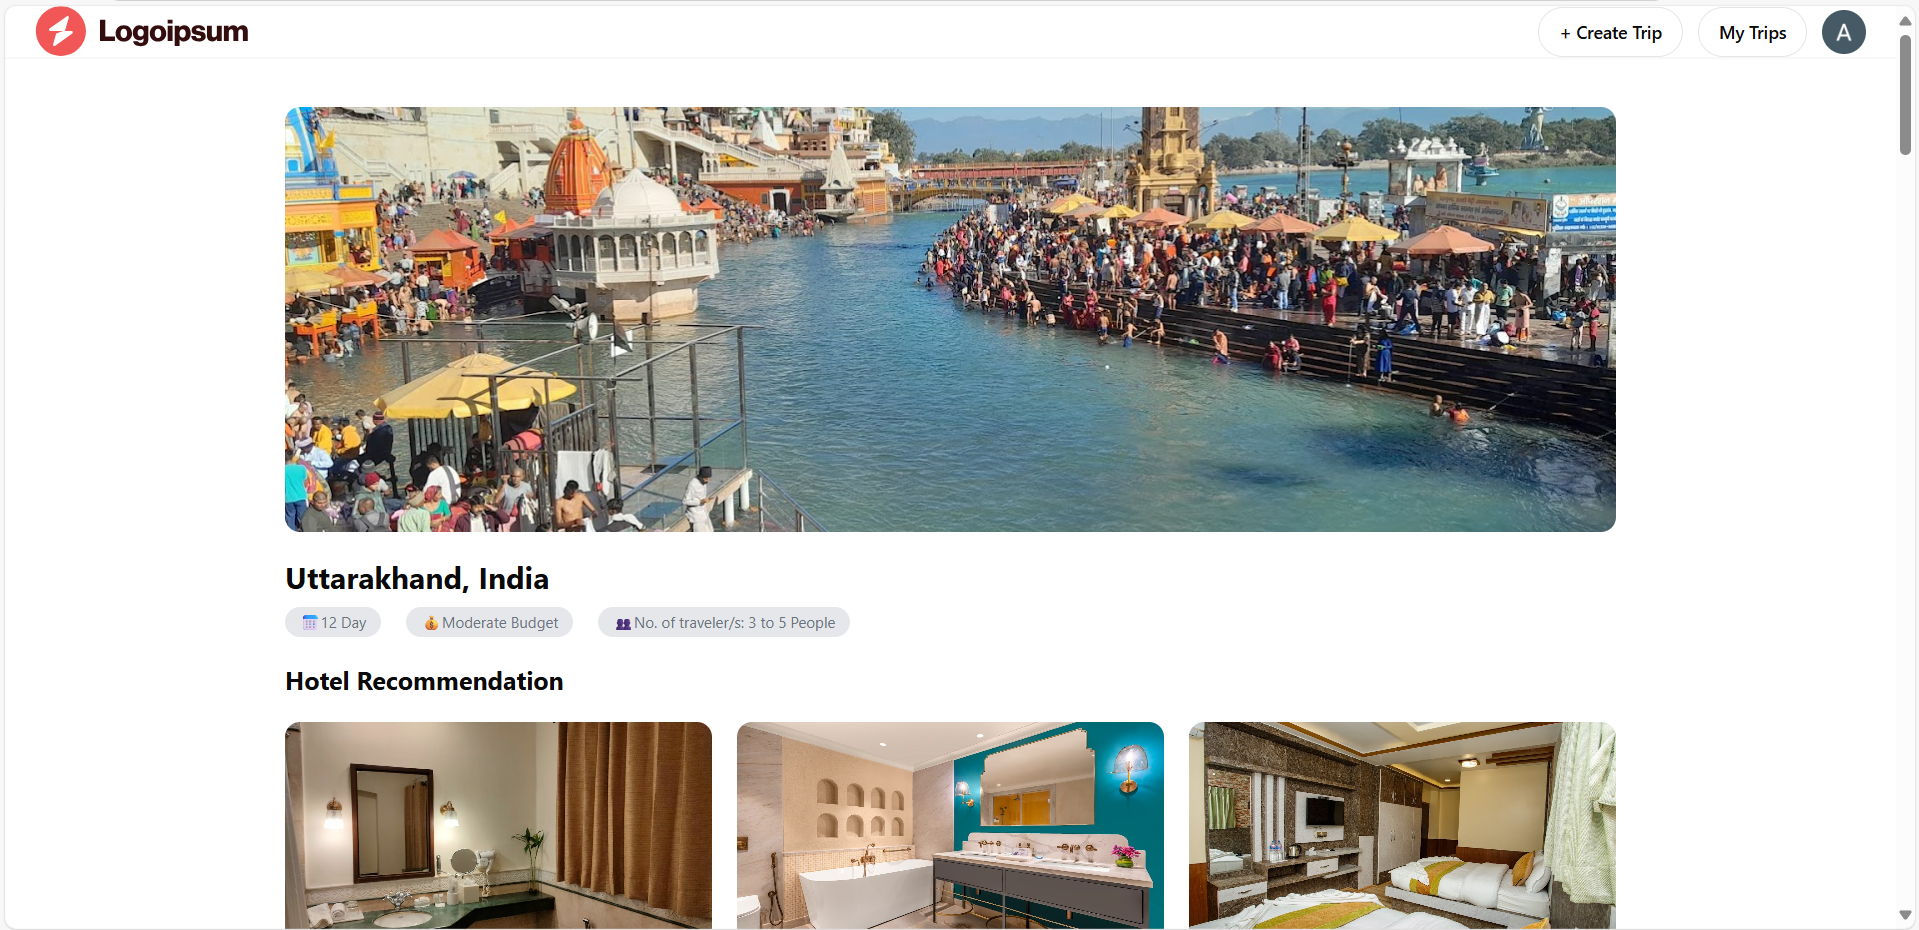 Logoipsum
+ Create Trip
My Trips
A
Uttarakhand, India
12 Day
Moderate Budget
No. of traveler/s: 3 to 5 People
Hotel Recommendation